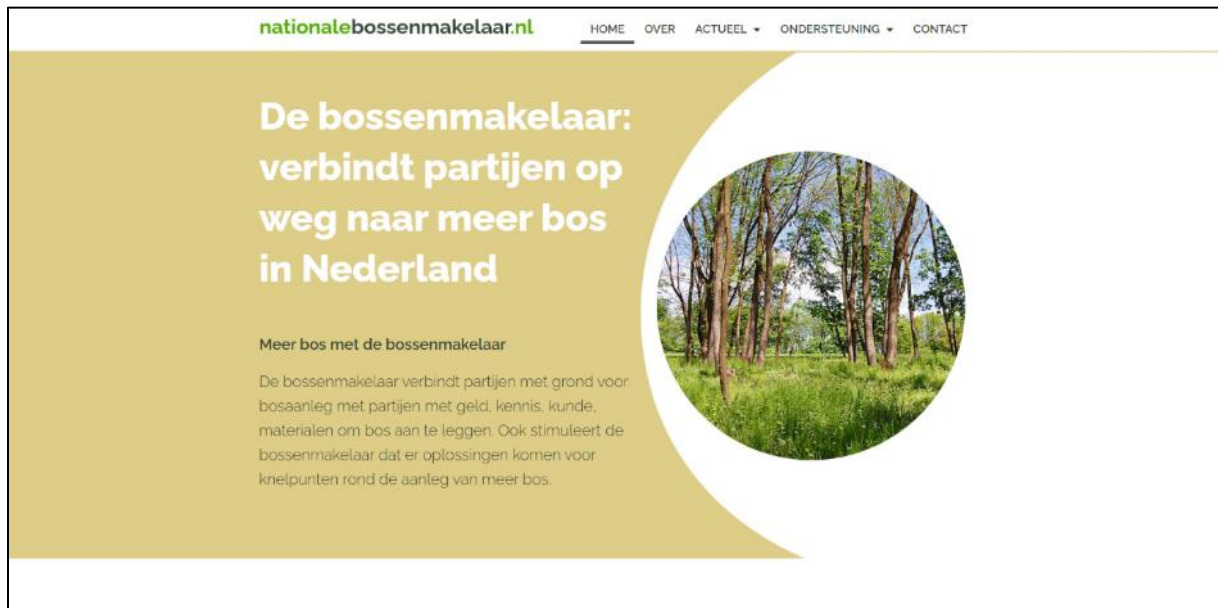 nationalebossenmakelaar.nl
HOME OVER ACTUEEL ONDERSTEUNING CONTACT
De bossenmakelaar:
verbindt partijen op
weg naar meer bos
in Nederland
Meer bos met de bossenmakelaar
De bossenmakelaar verbindt partijen met grond voor
bosaanleg met partijen met geld, kennis, kunde,
materialen om bos aan te leggen. Ook stimuleert de
bossenmakelaar dat er oplossingen komen voor
knelpunten rond de aanleg van meer bos.